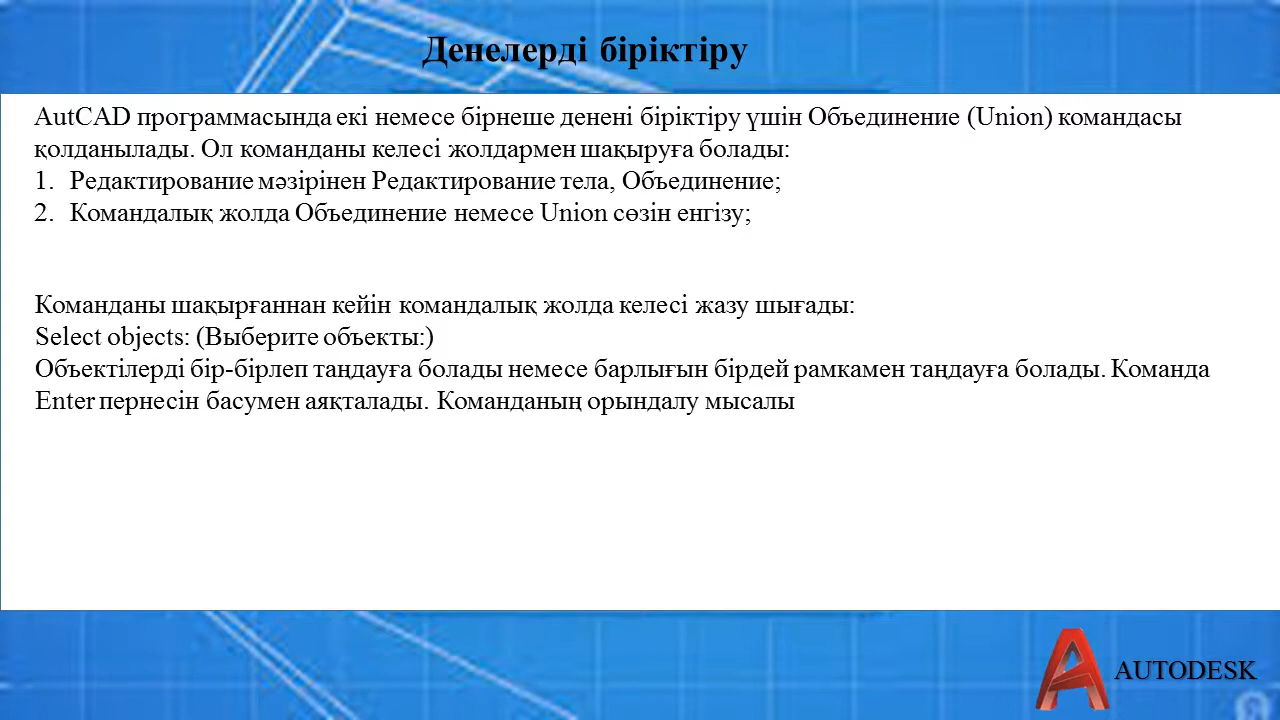 Денелерді біріктіру
AutCAD программасында екі немесе бірнеше денені біріктіру үшін Объединение (Union) командасы
қолданылады. Ол команданы келесі жолдармен шақыруға болады:
1. Редактирование мәзірінен Редактирование тела, Объединение;
2. Командалық жолда Объединение немесе Union сөзін енгізу;
Команданы шақырғаннан кейін командалық жолда келесі жазу шығады:
Select objects: (Выберите объекты:)
Объектілерді бір-бірлеп таңдауға болады немесе барлығын бірдей рамкамен таңдауға болады. Команда
Enter пернесін басумен аяқталады. Команданың орындалу мысалы
AUTODESK